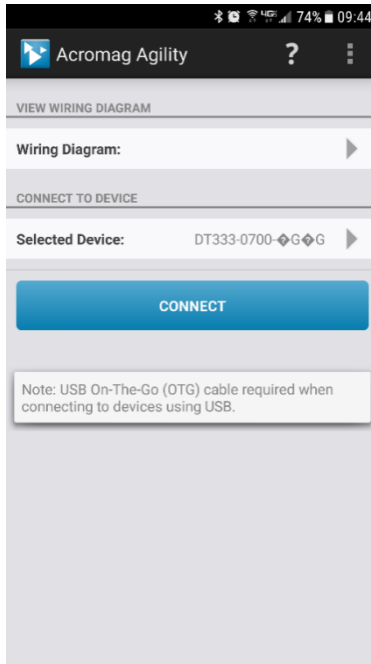 4G 74% 09:44
Acromag Agility ?
VIEW WIRING DIAGRAM
Wiring Diagram:
CONNECT TO DEVICE
Selected Device: DT333-0700-�G�G
CONNECT
Note: USB On-The-Go (OTG) cable required when
connecting to devices using USB.